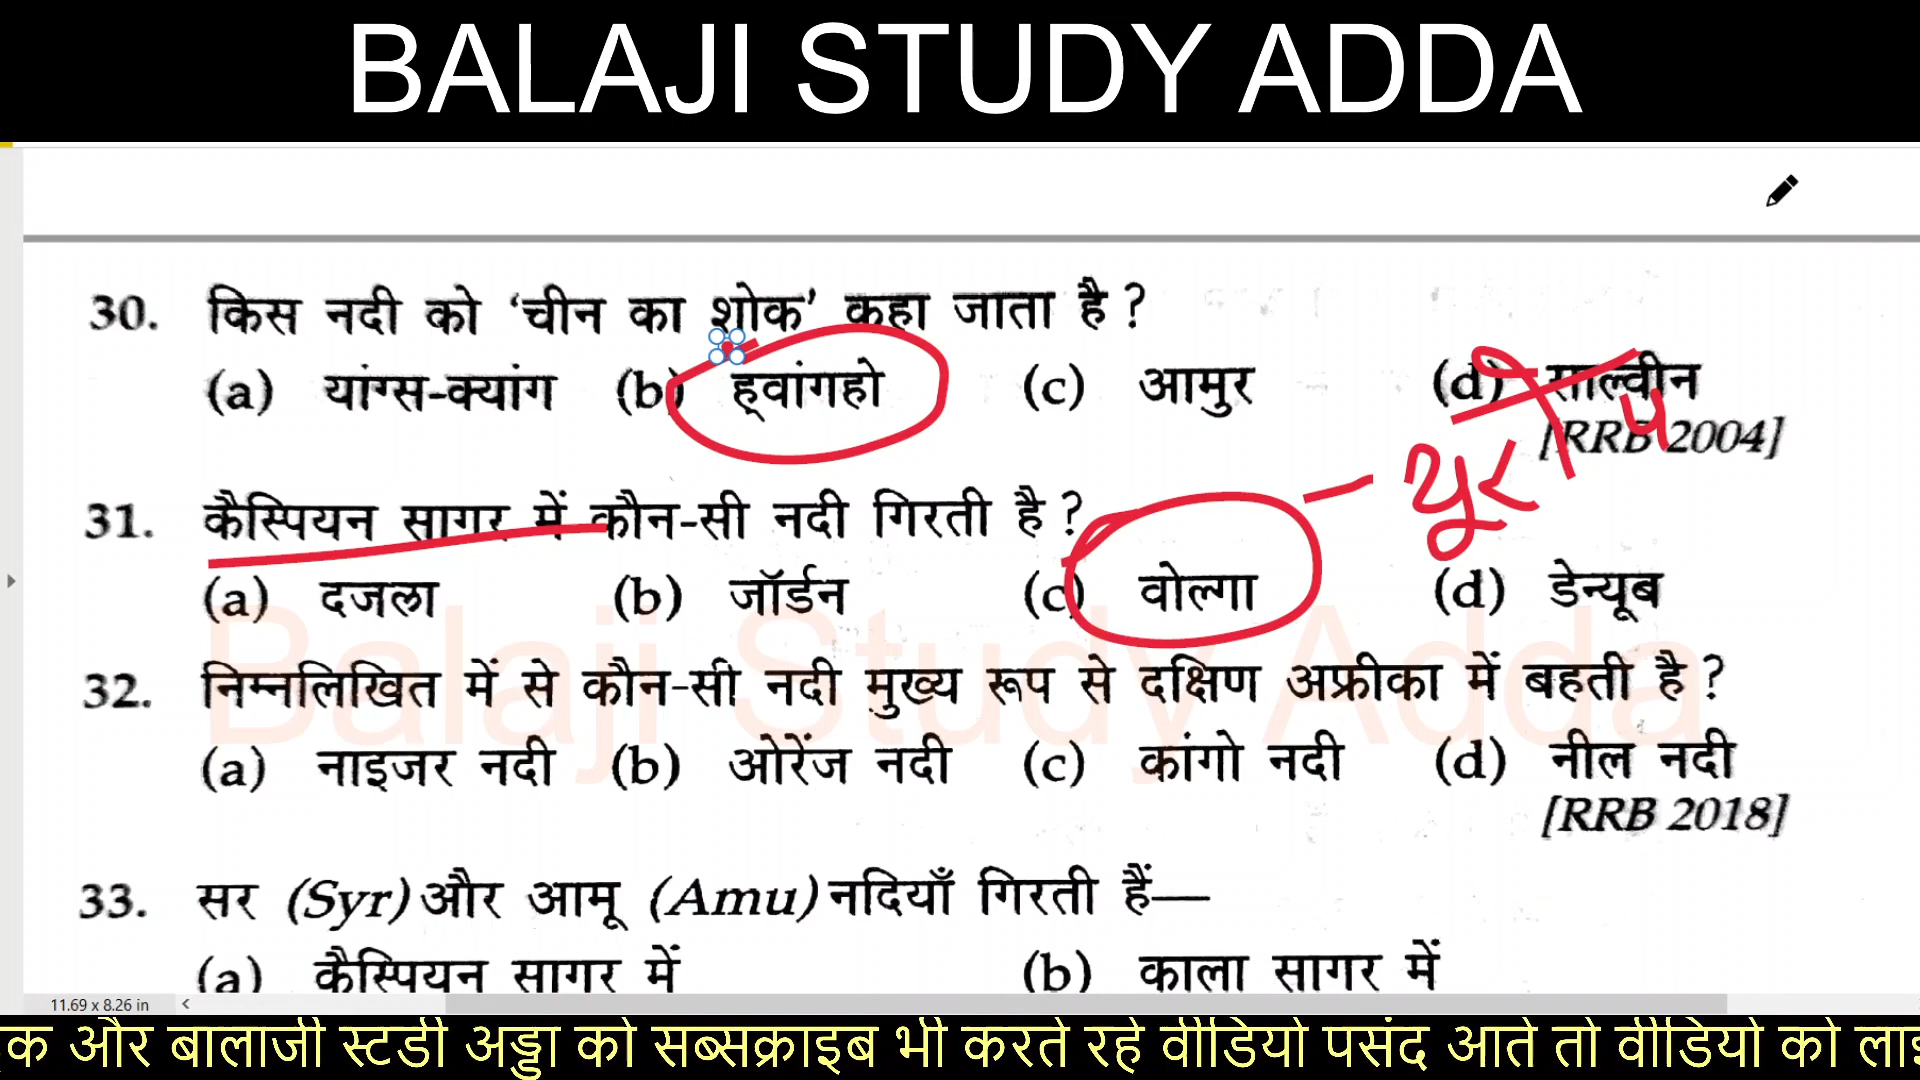 BALAJI STUDY ADDA
30. किस नदी को ‘चीन का शोक’ कहा जाता है ?
(a) यांग्स-क्यांग (b) ह्वांगहो (c) आमुर (d) साल्वीन
[RRB 2004]
यूरोप
31. कैस्पियन सागर में कौन-सी नदी गिरती है ?
(a) दजला (b) जॉर्डन (c) वोल्गा (d) डेन्यूब
Balaji Study Adda
32. निम्नलिखित में से कौन-सी नदी मुख्य रूप से दक्षिण अफ्रीका में बहती है ?
(a) नाइजर नदी (b) ओरेंज नदी (c) कांगो नदी (d) नील नदी
[RRB 2018]
33. सर (Syr) और आमू (Amu) नदियाँ गिरती हैं—
(a) कैस्पियन सागर में (b) काला सागर में
11.69 x 8.26 in
और बालाजी स्टडी अड्डा को सब्सक्राइब भी करते रहे वीडियो पसंद आते तो वीडियो को